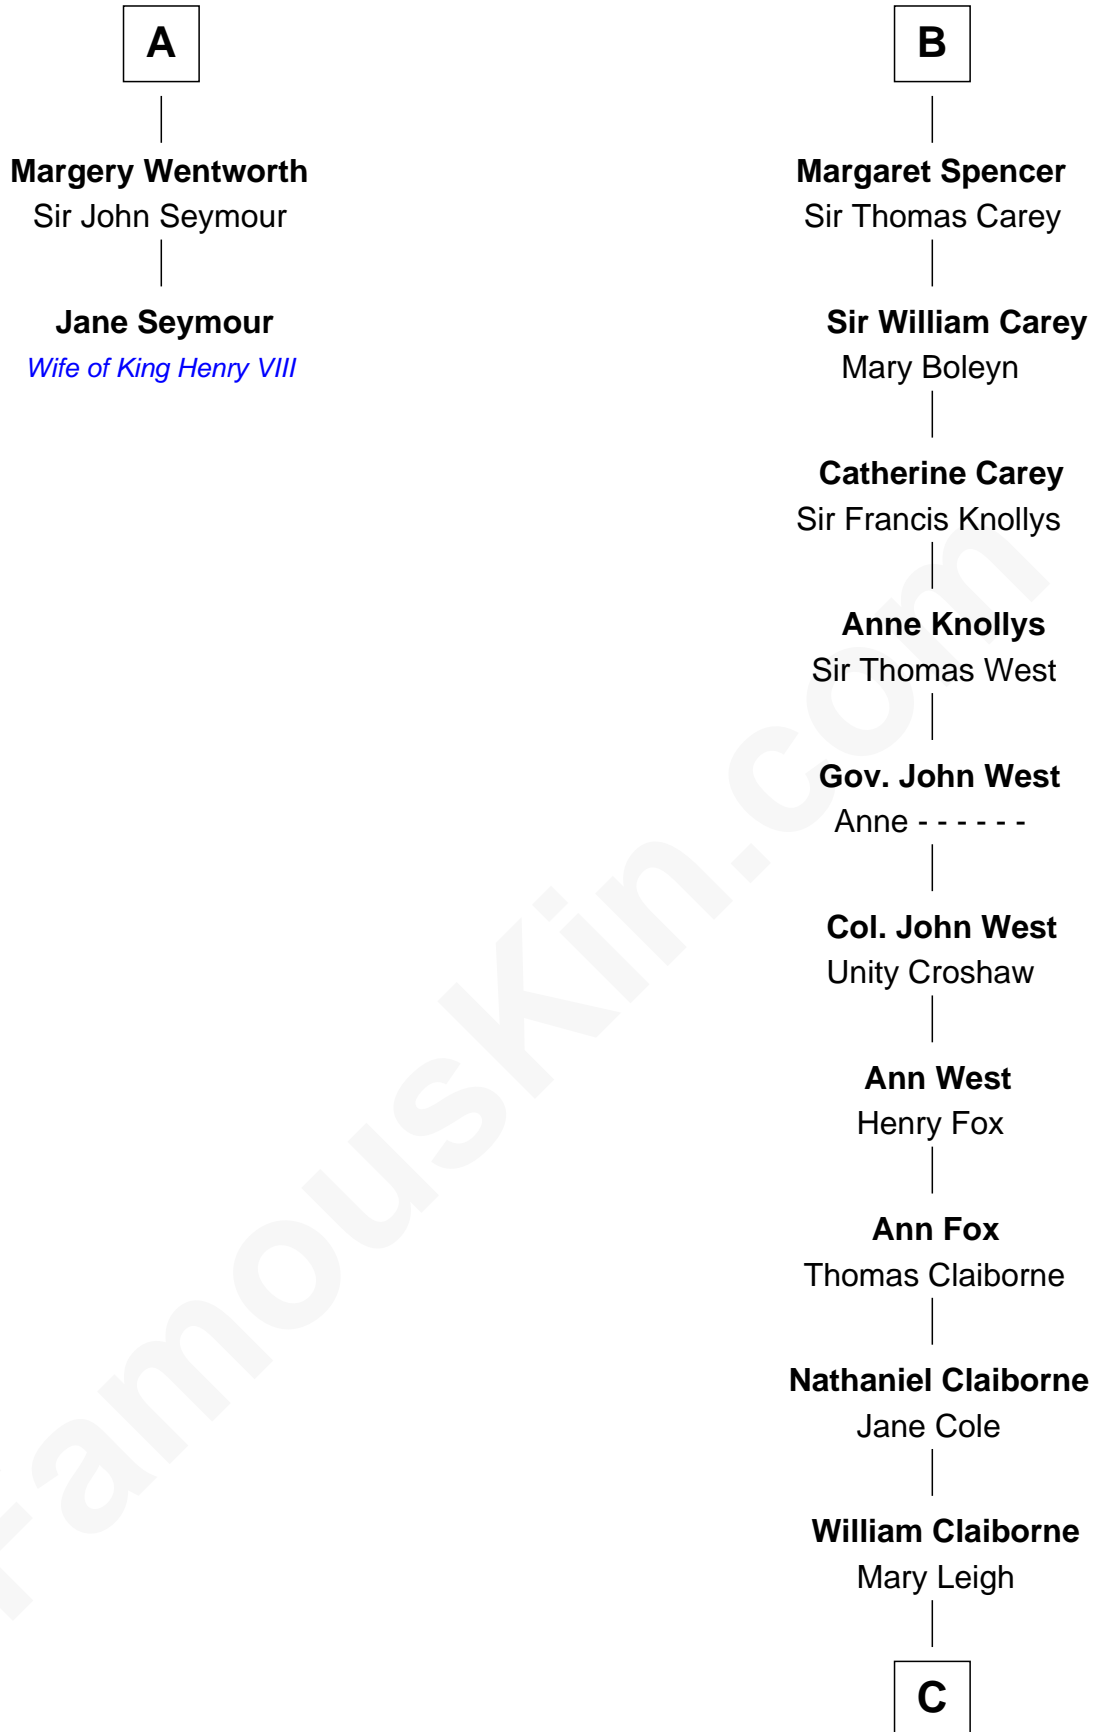 A
Margery Wentworth
Sir John Seymour
Jane Seymour
Wife of King Henry VIII
B
Margaret Spencer
Sir Thomas Carey
Sir William Carey
Mary Boleyn
Catherine Carey
Sir Francis Knollys
Anne Knollys
Sir Thomas West
Gov. John West
Anne - - - - - -
Col. John West
Unity Croshaw
Ann West
Henry Fox
Ann Fox
Thomas Claiborne
Nathaniel Claiborne
Jane Cole
William Claiborne
Mary Leigh
C
FamousKin.com